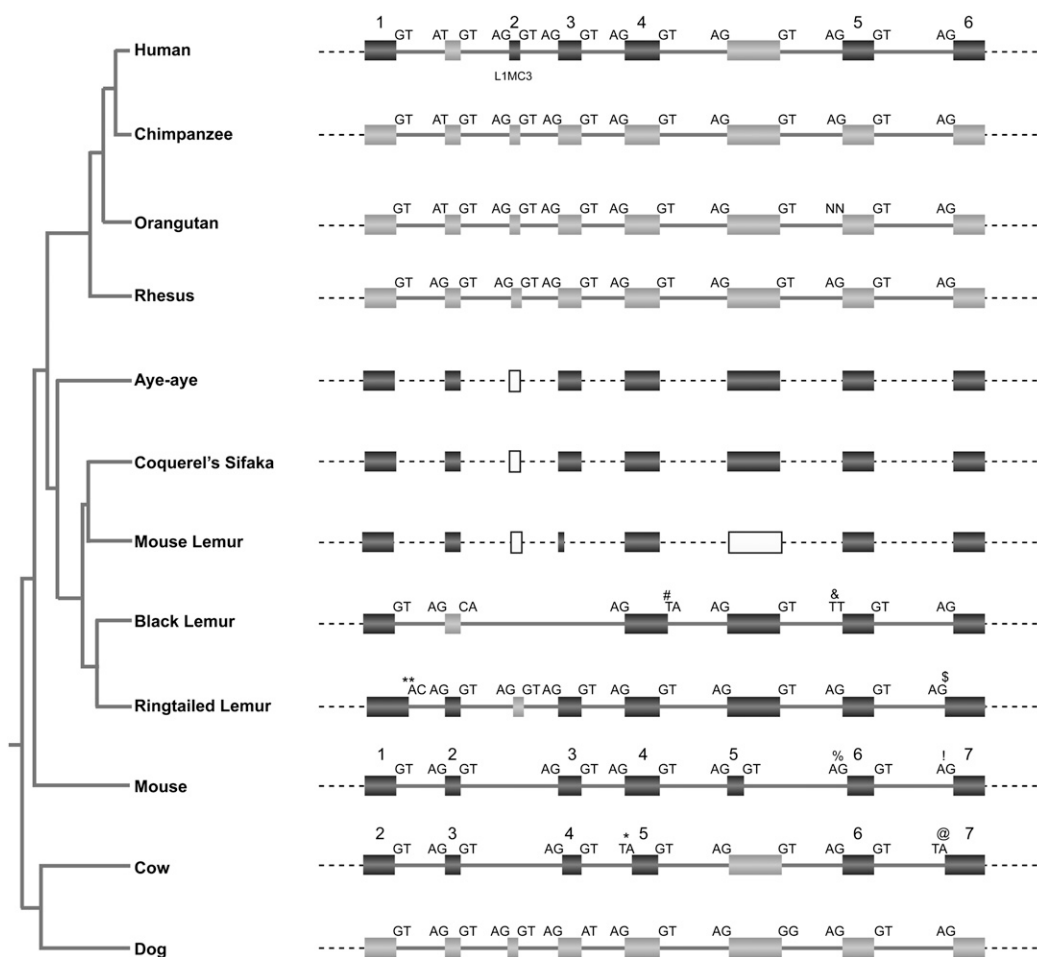 1 2 3 4 5 6
GT AT GT AG GT AG GT AG GT AG GT AG GT AG
Human
L1MC3
GT AT GT AG GT AG GT AG GT AG GT AG GT AG
Chimpanzee
GT AT GT AG GT AG GT AG GT AG GT NN GT AG
Orangutan
GT AG GT AG GT AG GT AG GT AG GT AG GT AG
Rhesus
Aye-aye
Coquerel's Sifaka
Mouse Lemur
# &
GT AG CA AG TA AG GT TT GT AG
Black Lemur
** $
AC AG GT AG GT AG GT AG GT AG GT AG GT AG
Ringtailed Lemur
1 2 3 4 5 % 6 ! 7
GT AG GT AG GT AG GT AG GT AG GT AG
Mouse
2 3 4 * 5 6 @ 7
GT AG GT AG GT TA GT AG GT AG GT TA
Cow
GT AG GT AG GT AG AT AG GT AG GG AG GT AG
Dog